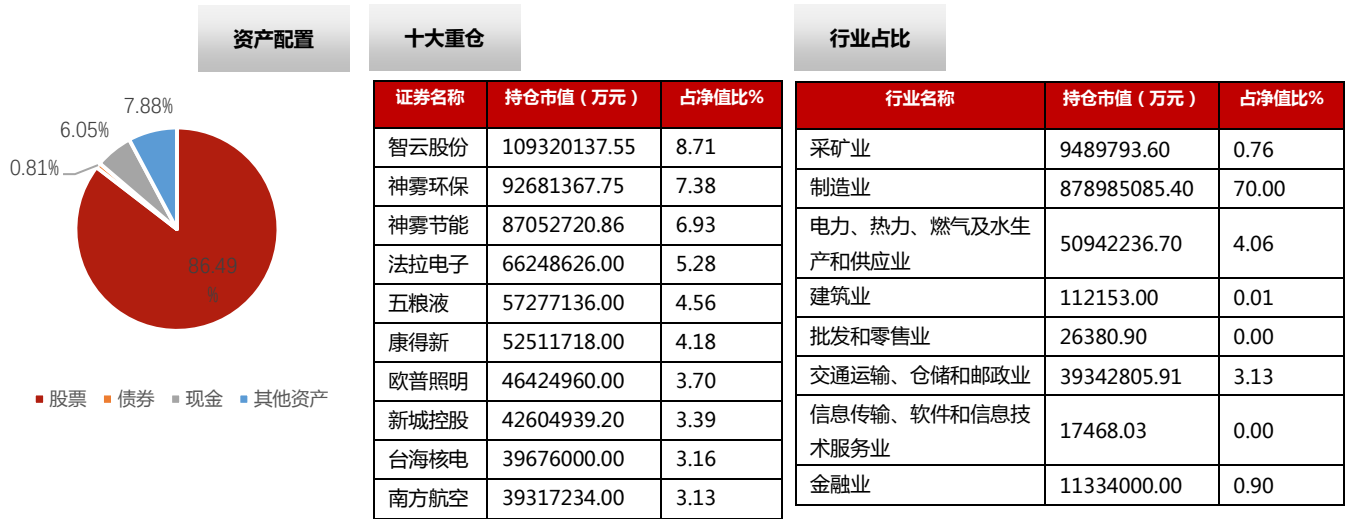 资产配置
7.88%
6.05%
0.81%
86.49
%
股票 债券 现金 其他资产
十大重仓
证券名称 持仓市值（万元） 占净值比%
智云股份 109320137.55 8.71
神雾环保 92681367.75 7.38
神雾节能 87052720.86 6.93
法拉电子 66248626.00 5.28
五粮液 57277136.00 4.56
康得新 52511718.00 4.18
欧普照明 46424960.00 3.70
新城控股 42604939.20 3.39
台海核电 39676000.00 3.16
南方航空 39317234.00 3.13
行业占比
行业名称 持仓市值（万元） 占净值比%
采矿业 9489793.60 0.76
制造业 878985085.40 70.00
电力、热力、燃气及水生
产和供应业 50942236.70 4.06
建筑业 112153.00 0.01
批发和零售业 26380.90 0.00
交通运输、仓储和邮政业 39342805.91 3.13
信息传输、软件和信息技
术服务业 17468.03 0.00
金融业 11334000.00 0.90